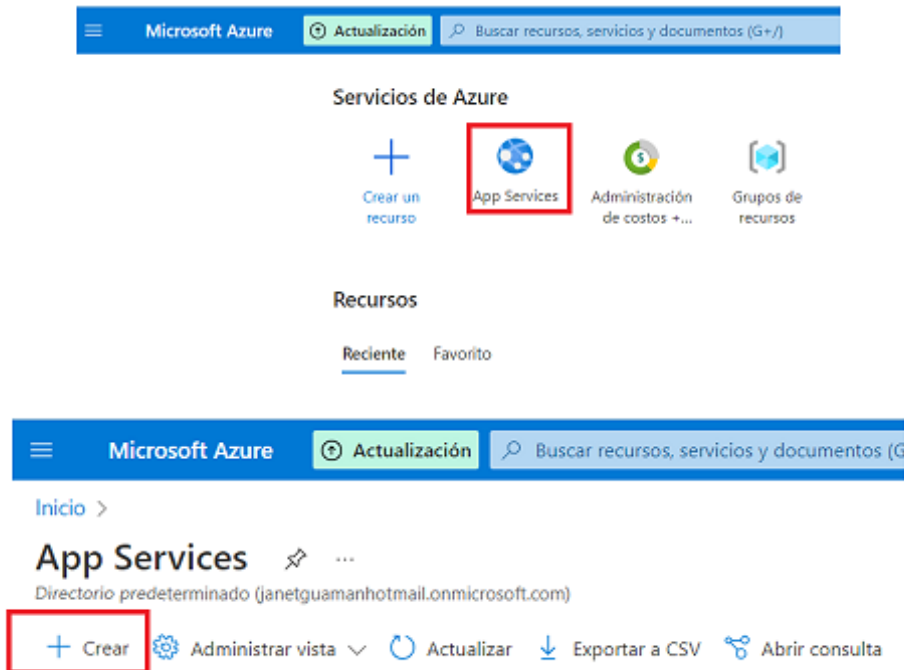 Microsoft Azure Actualización Buscar recursos, servicios y documentos (G+/)
Servicios de Azure
Crear un recurso
App Services
Administración de costos +...
Grupos de recursos
Recursos
Reciente Favorito
Microsoft Azure Actualización Buscar recursos, servicios y documentos (G
Inicio >
App Services ...
Directorio predeterminado (janetguamanhotmail.onmicrosoft.com)
+ Crear Administrar vista Actualizar Exportar a CSV Abrir consulta